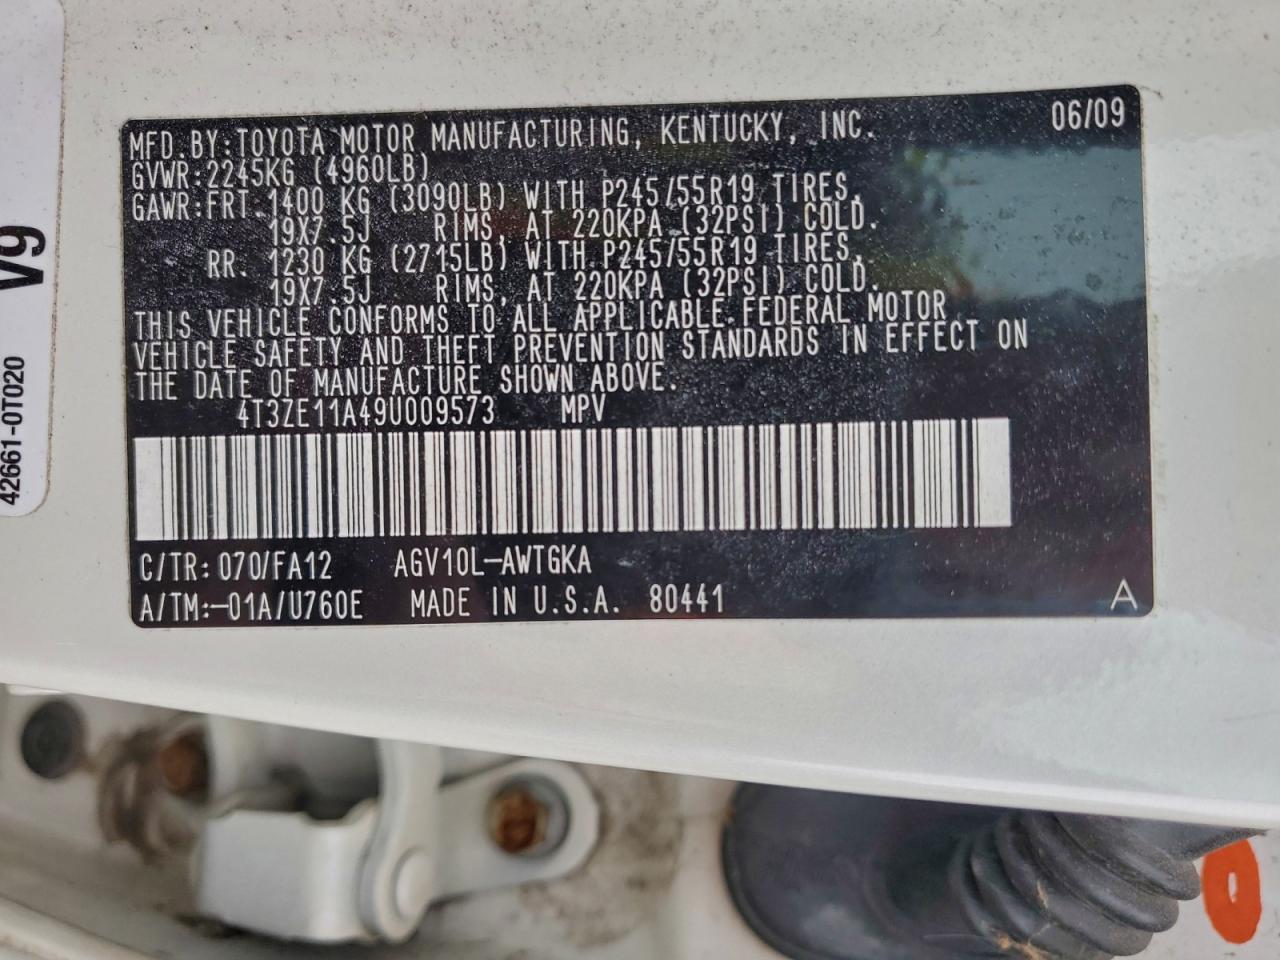 MFD.BY:TOYOTA MOTOR MANUFACTURING, KENTUCKY, INC. 06/09
GVWR:2245KG (4960LB)
GAWR:FRT.1400 KG (3090LB) WITH P245/55R19 TIRES,
19X7.5J RIMS, AT 220KPA (32PSI) COLD.
RR. 1230 KG (2715LB) WITH P245/55R19 TIRES,
19X7.5J RIMS, AT 220KPA (32PSI) COLD.
THIS VEHICLE CONFORMS TO ALL APPLICABLE FEDERAL MOTOR
VEHICLE SAFETY AND THEFT PREVENTION STANDARDS IN EFFECT ON
THE DATE OF MANUFACTURE SHOWN ABOVE.
4T3ZE11A49U009573 MPV
C/TR: 070/FA12 AGV10L-AWTGKA
A/TM:-01A/U760E MADE IN U.S.A. 80441 A
V9
42661-0T020